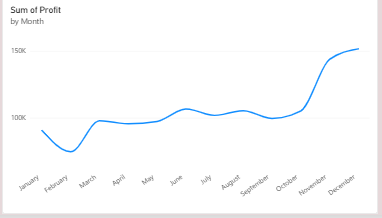 Sum of Profit
by Month
150K
100K
January
February
March
April
May
June
July
August
September
October
November
December